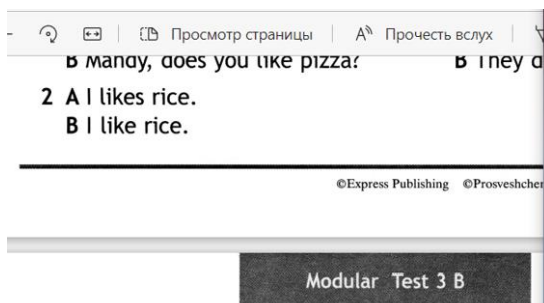 Просмотр страницы | A Прочесть вслух
B Mandy, does you like pizza? B They d
2 A I likes rice.
B I like rice.
©Express Publishing ©Prosveshcher
Modular Test 3 B